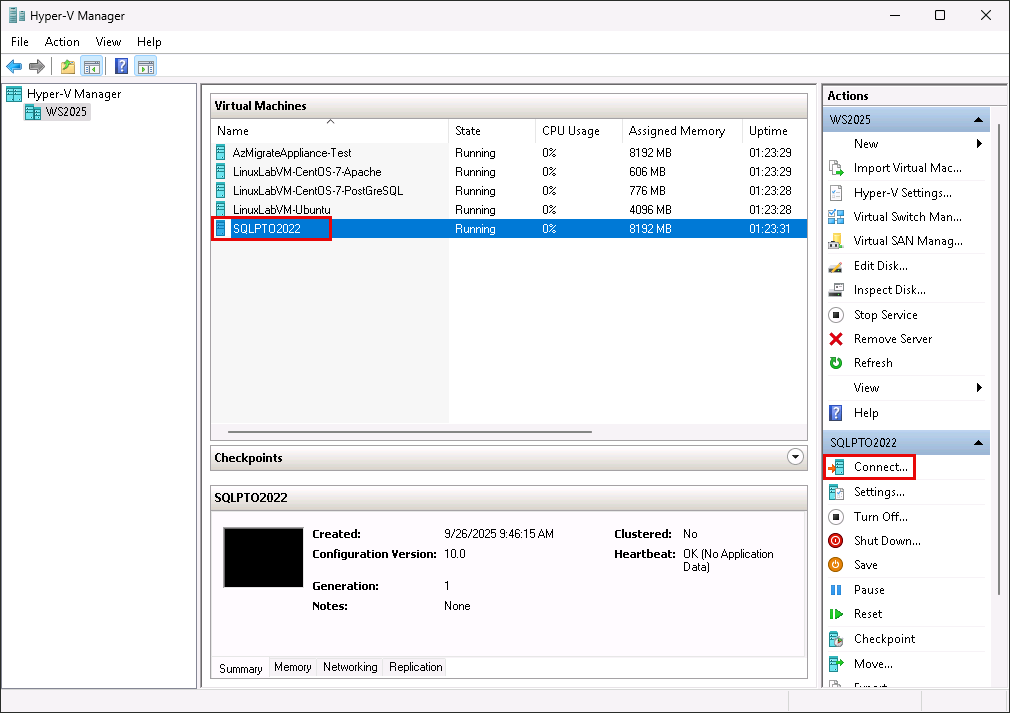 Hyper-V Manager
File Action View Help
Hyper-V Manager
WS2025
Virtual Machines
Name State CPU Usage Assigned Memory Uptime
AzMigrateAppliance-Test Running 0% 8192 MB 01:23:29
LinuxLabVM-CentOS-7-Apache Running 0% 606 MB 01:23:29
LinuxLabVM-CentOS-7-PostGreSQL Running 0% 776 MB 01:23:28
LinuxLabVM-Ubuntu Running 0% 4096 MB 01:23:28
SQLPTO2022 Running 0% 8192 MB 01:23:31
Checkpoints
SQLPTO2022
Created: 9/26/2025 9:46:15 AM Clustered: No
Configuration Version: 10.0 Heartbeat: OK (No Application
Data)
Generation: 1
Notes: None
Summary Memory Networking Replication
Actions
WS2025
New
Import Virtual Mac...
Hyper-V Settings...
Virtual Switch Man...
Virtual SAN Manag...
Edit Disk...
Inspect Disk...
Stop Service
Remove Server
Refresh
View
Help
SQLPTO2022
Connect...
Settings...
Turn Off...
Shut Down...
Save
Pause
Reset
Checkpoint
Move...